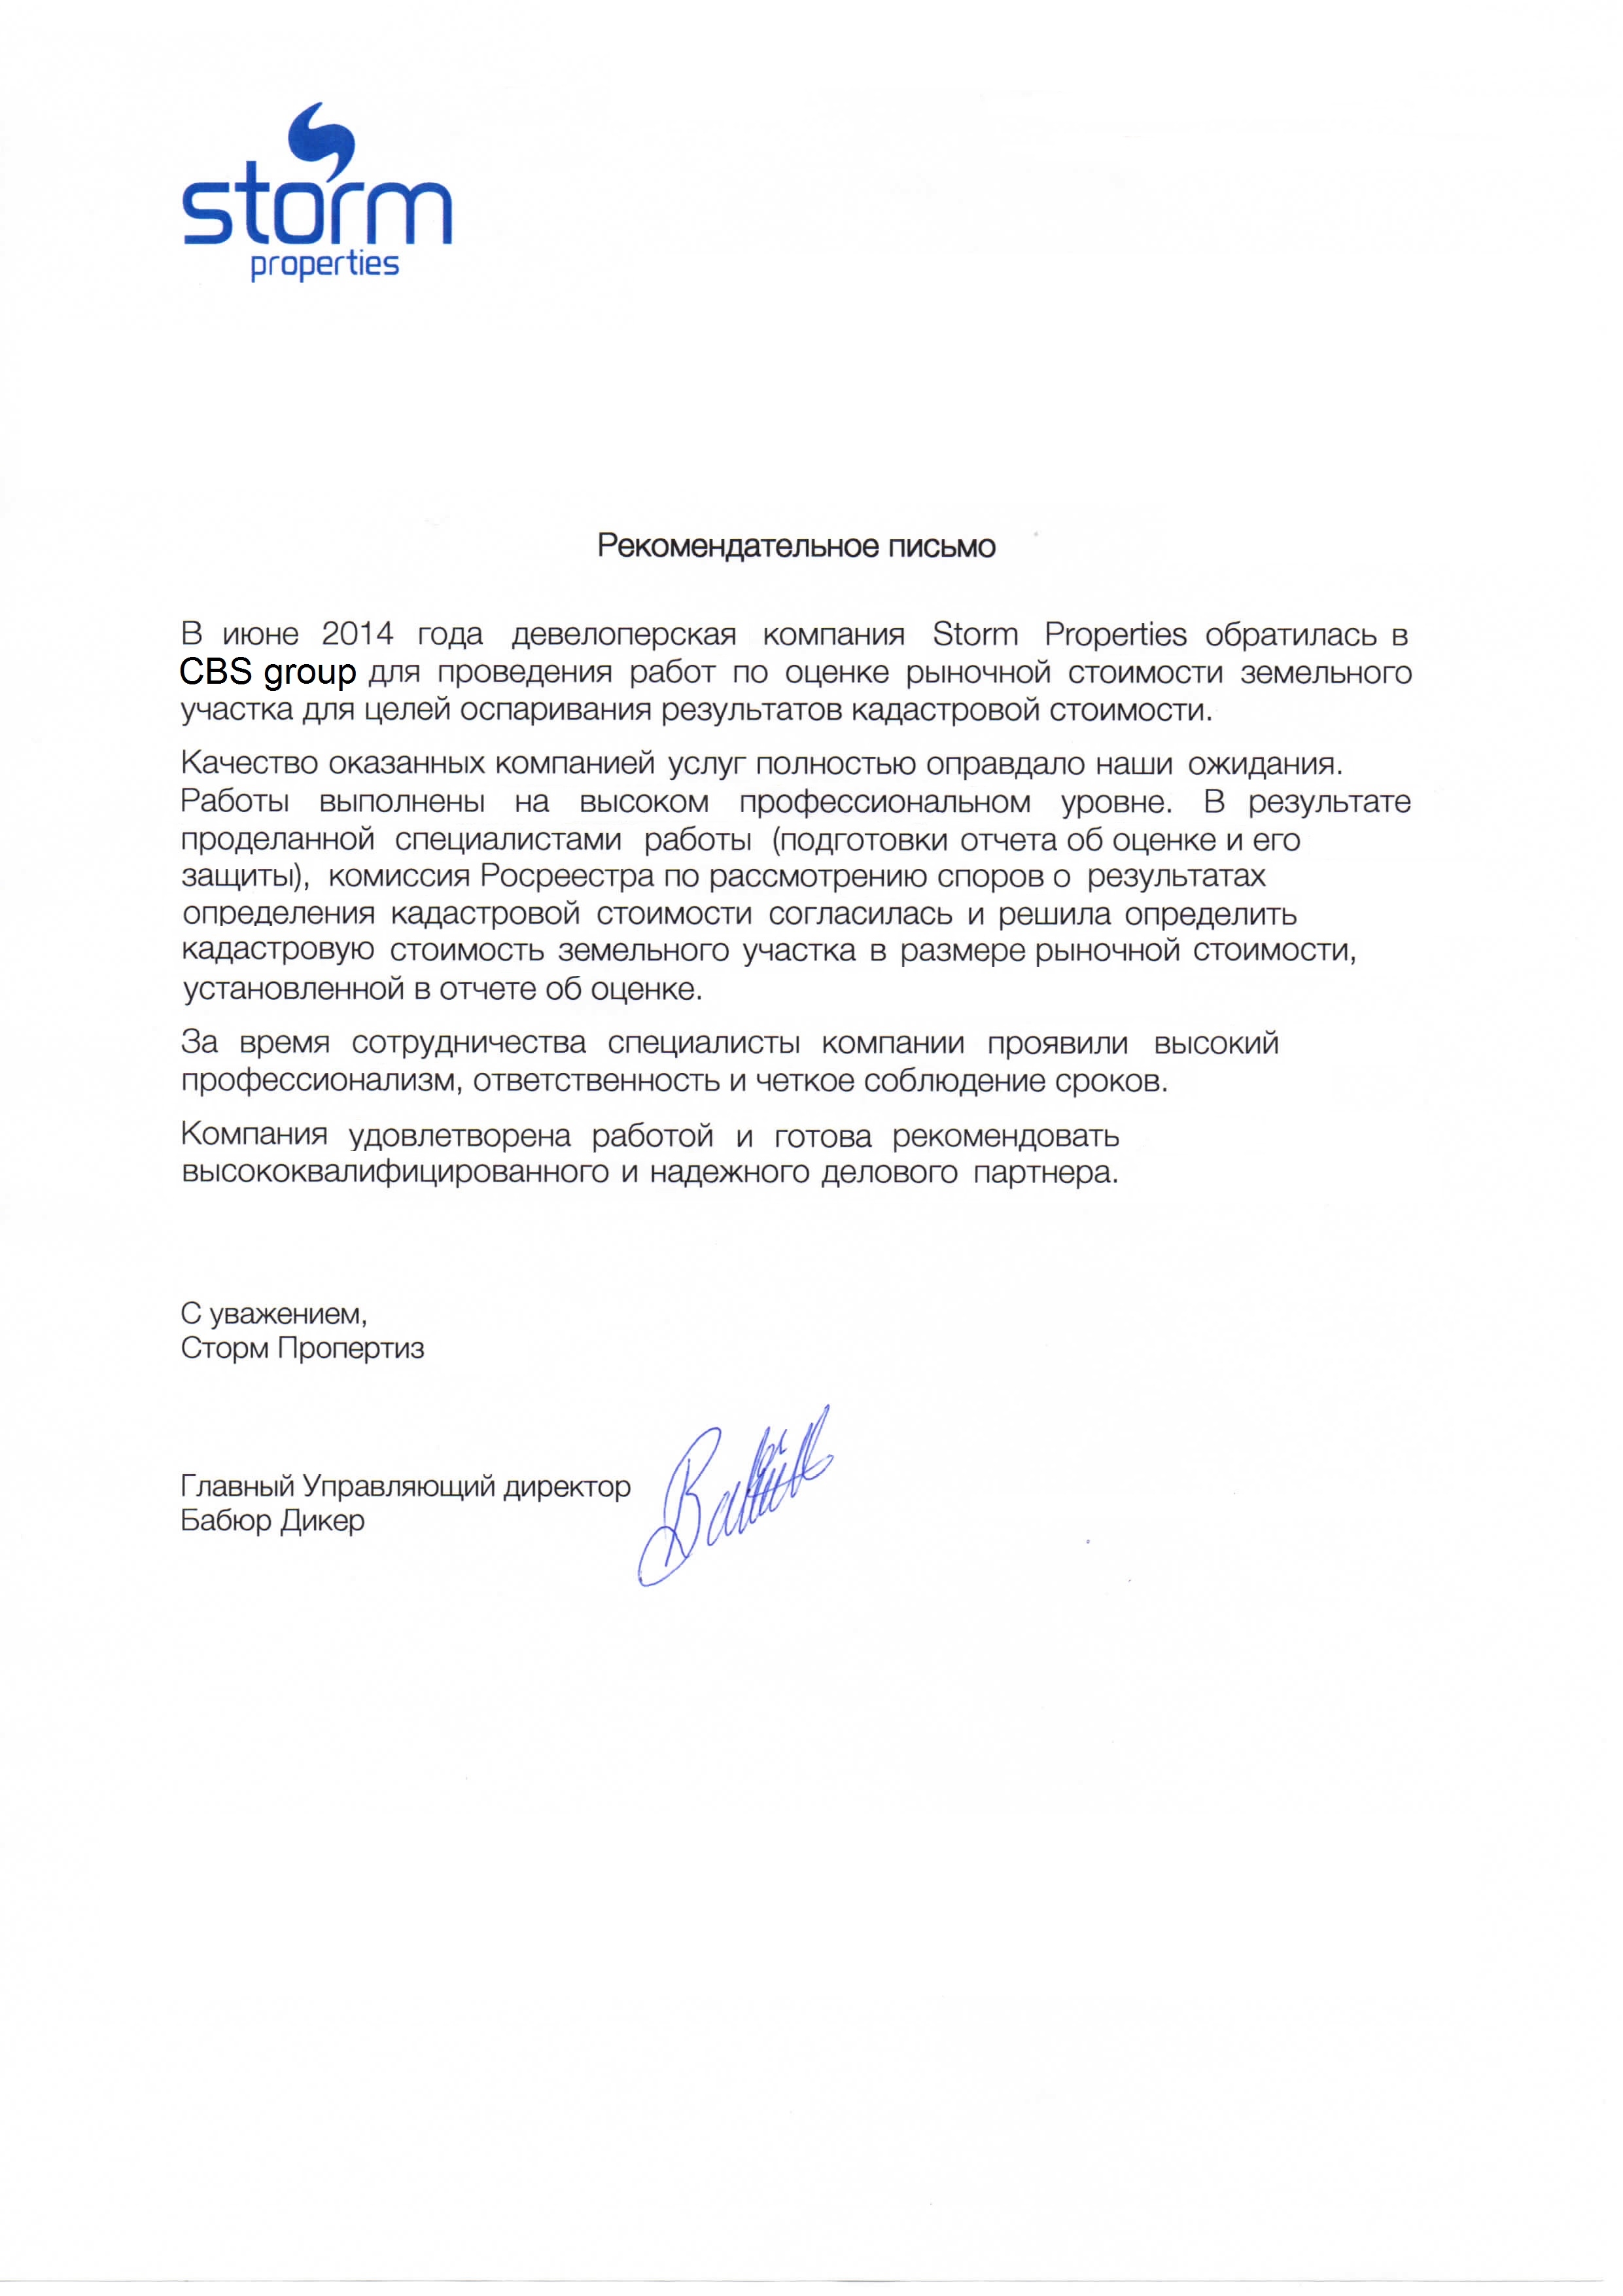 storm
properties
Рекомендательное письмо
В июне 2014 года девелоперская компания Storm Properties обратилась в
CBS group для проведения работ по оценке рыночной стоимости земельного
участка для целей оспаривания результатов кадастровой стоимости.
Качество оказанных компанией услуг полностью оправдало наши ожидания.
Работы выполнены на высоком профессиональном уровне. В результате
проделанной специалистами работы (подготовки отчета об оценке и его
защиты), комиссия Росреестра по рассмотрению споров о результатах
определения кадастровой стоимости согласилась и решила определить
кадастровую стоимость земельного участка в размере рыночной стоимости,
установленной в отчете об оценке.
За время сотрудничества специалисты компании проявили высокий
профессионализм, ответственность и четкое соблюдение сроков.
Компания удовлетворена работой и готова рекомендовать
высококвалифицированного и надежного делового партнера.
С уважением,
Сторм Пропертиз
Главный Управляющий директор
Бабюр Дикер